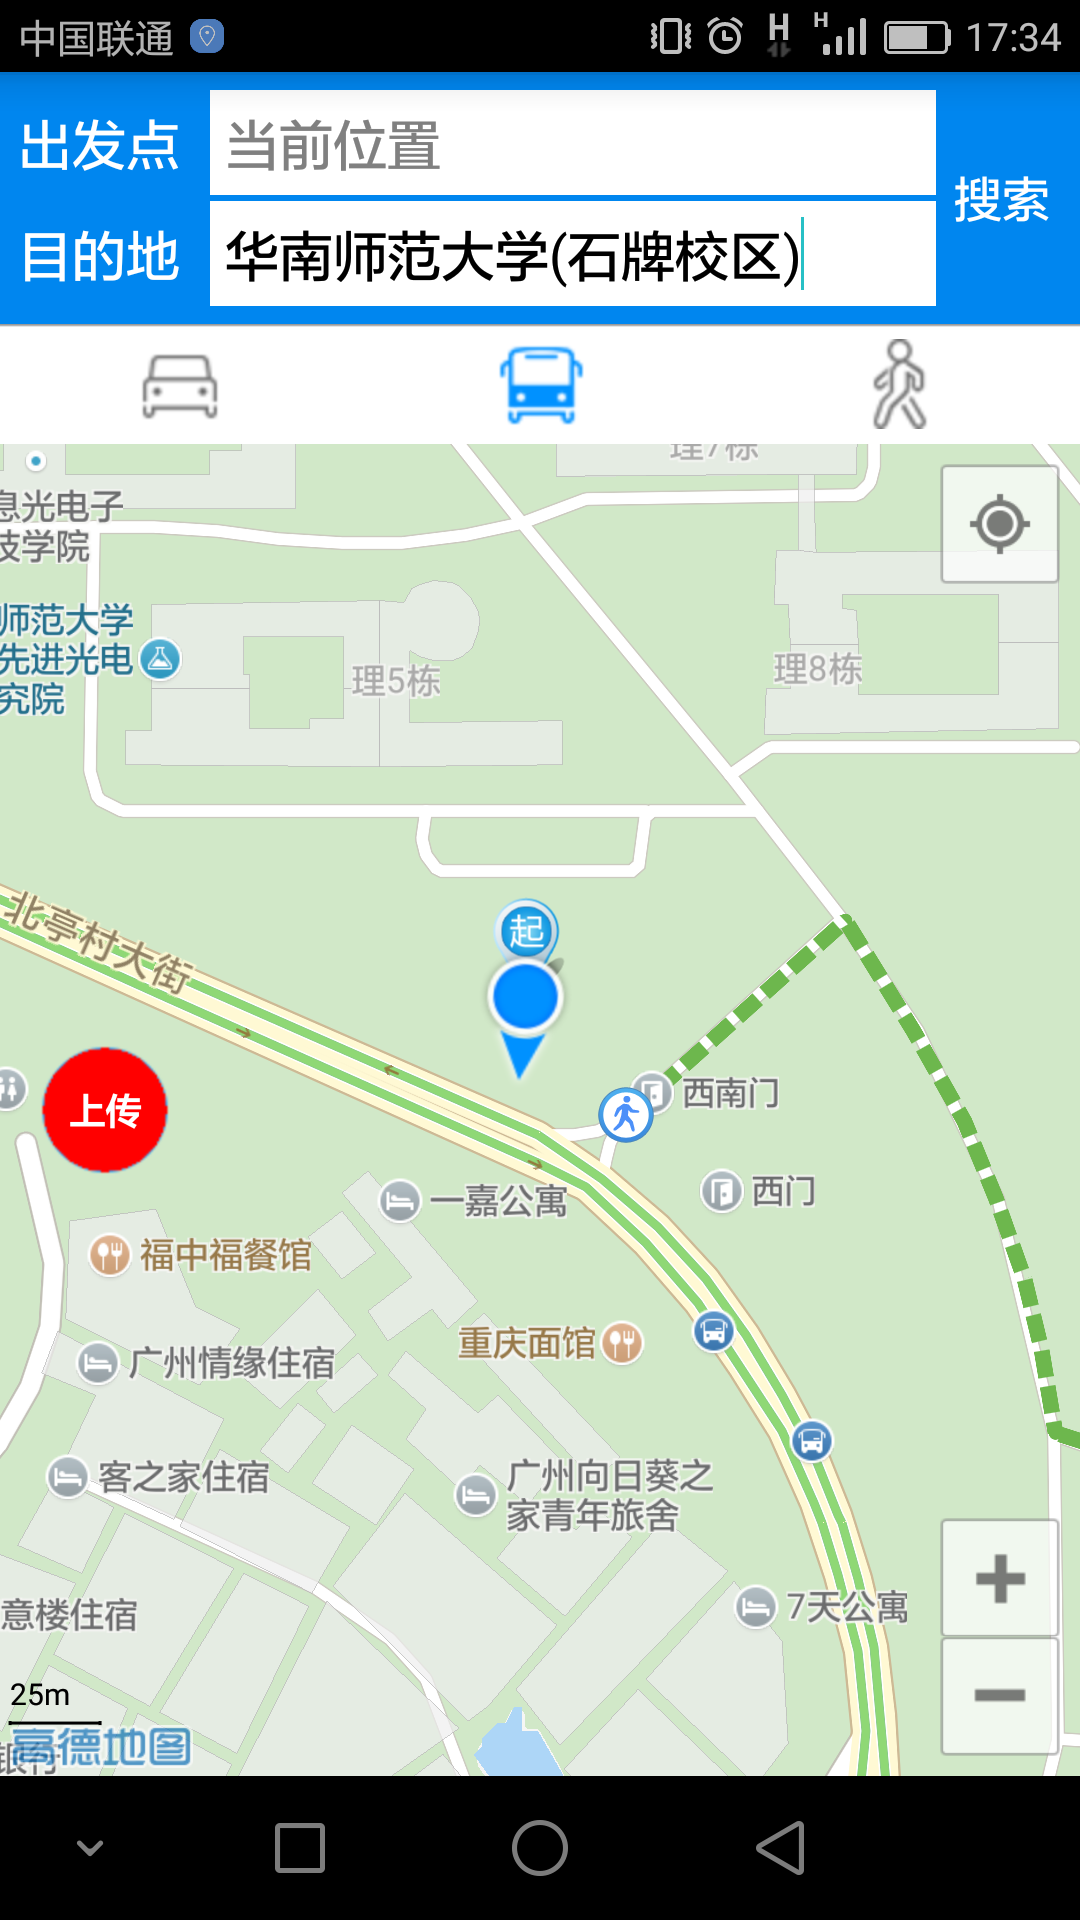 中国联通
17:34
出发点
当前位置
搜索
目的地
华南师范大学(石牌校区)
理7栋
息光电子
技学院
师范大学
先进光电
究院
理5栋
理8栋
北亭村大街
起
上传
西南门
西门
一嘉公寓
福中福餐馆
重庆面馆
广州情缘住宿
客之家住宿
广州向日葵之
家青年旅舍
7天公寓
意楼住宿
25m
高德地图
银行